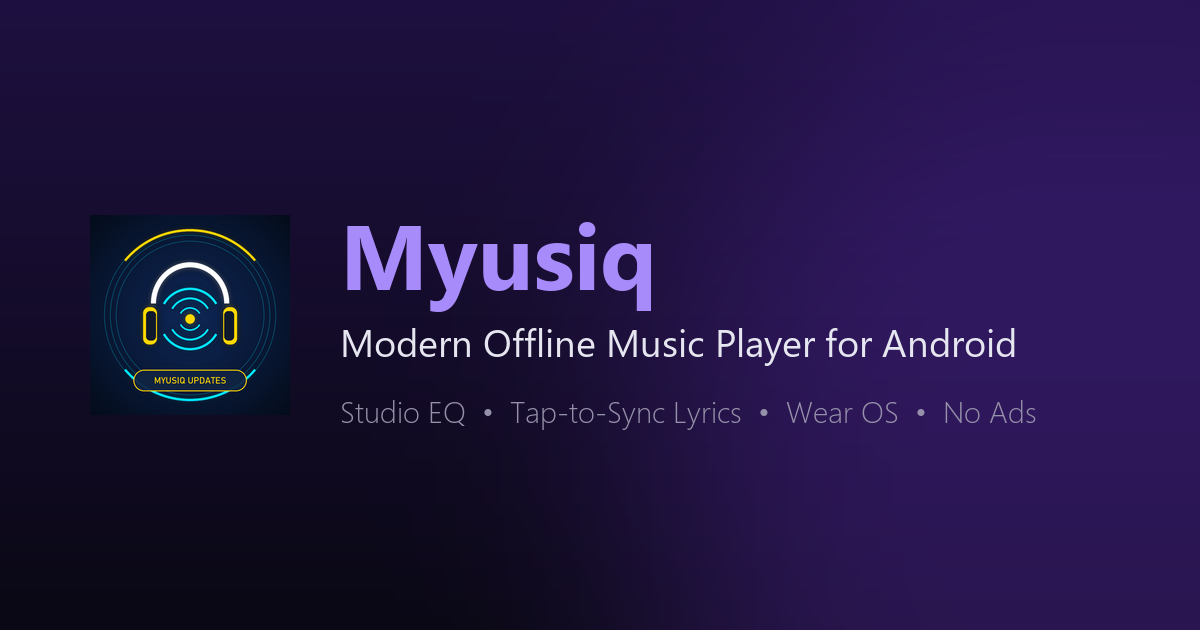 Myusiq
Modern Offline Music Player for Android
Studio EQ • Tap-to-Sync Lyrics • Wear OS • No Ads
MYUSIQ UPDATES